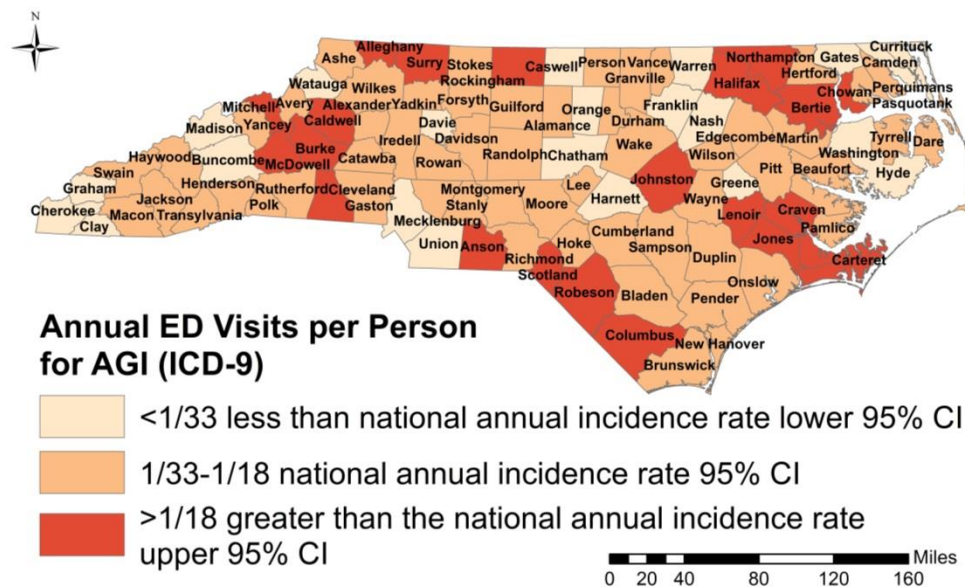 Alleghany
Currituck
Ashe
Surry
Stokes
Caswell
Person
Vance
Warren
Northampton
Gates
Camden
Rockingham
Granville
Hertford
Watauga
Wilkes
Halifax
Chowan
Perquimans
Mitchell
Avery
Alexander
Yadkin
Forsyth
Guilford
Orange
Franklin
Bertie
Pasquotank
Yancey
Caldwell
Davie
Alamance
Durham
Nash
Madison
Iredell
Davidson
Edgecombe
Martin
Tyrrell
Dare
Burke
Wake
Washington
Haywood
Buncombe
McDowell
Catawba
Rowan
Randolph
Chatham
Wilson
Pitt
Beaufort
Swain
Hyde
Graham
Henderson
Rutherford
Cleveland
Montgomery
Lee
Johnston
Greene
Jackson
Polk
Gaston
Stanly
Moore
Harnett
Wayne
Lenoir
Craven
Cherokee
Macon
Transylvania
Mecklenburg
Clay
Cumberland
Pamlico
Union
Anson
Hoke
Sampson
Jones
Richmond
Duplin
Scotland
Carteret
Robeson
Bladen
Onslow
Pender
Columbus
New Hanover
Brunswick
Annual ED Visits per Person
for AGI (ICD-9)
<1/33 less than national annual incidence rate lower 95% CI
1/33-1/18 national annual incidence rate 95% CI
>1/18 greater than the national annual incidence rate
upper 95% CI
Miles
0 20 40 80 120 160